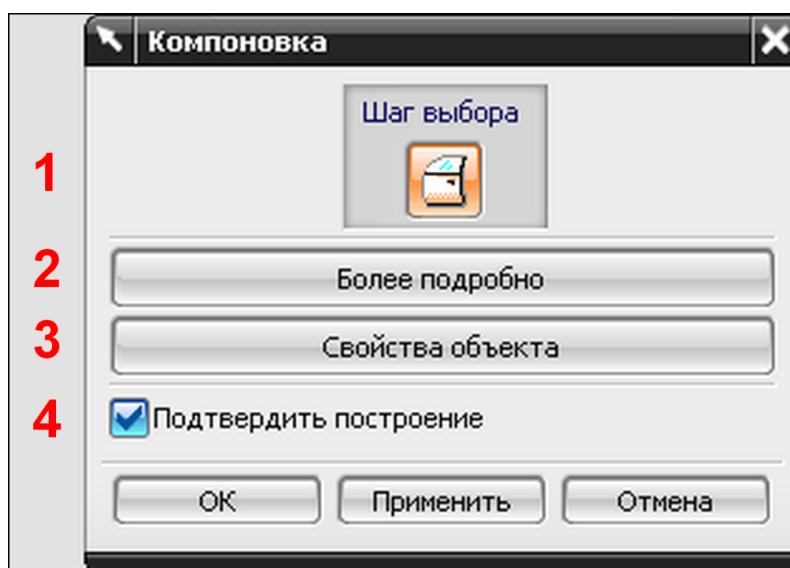 Компоновка
Шаг выбора
1
2 Более подробно
3 Свойства объекта
4 Подтвердить построение
ОК Применить Отмена